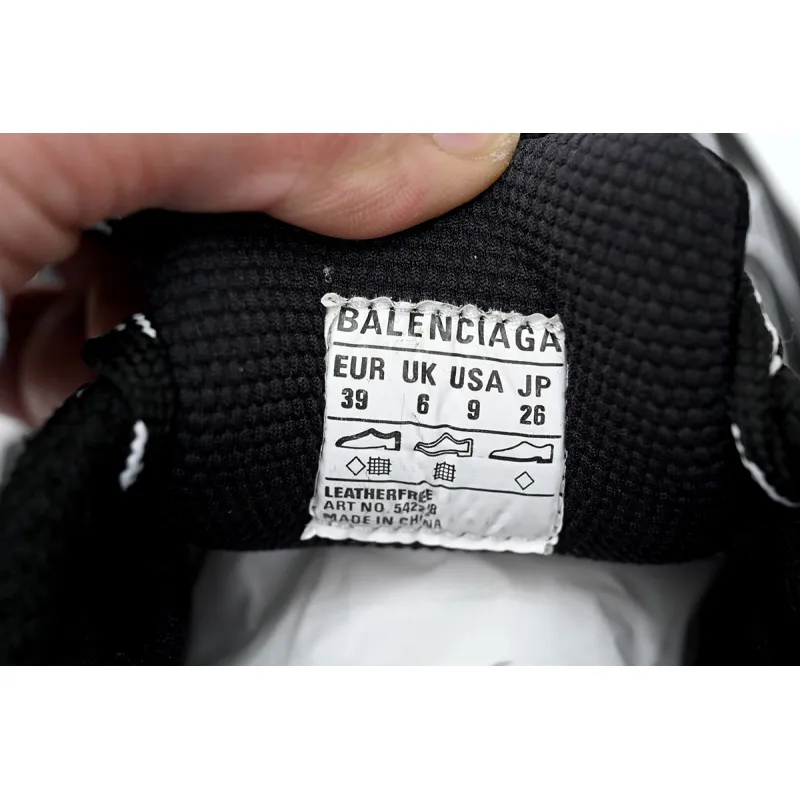 BALENCIAGA
EUR UK USA JP
39 6 9 26
LEATHERFREE
ART NO.
MADE IN CHINA